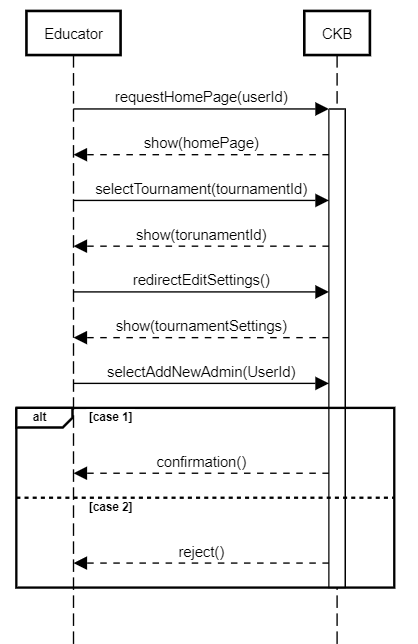 Educator
CKB
requestHomePage(userId)
show(homePage)
selectTournament(tournamentId)
show(torunamentId)
redirectEditSettings()
show(tournamentSettings)
selectAddNewAdmin(UserId)
alt
[case 1]
confirmation()
[case 2]
reject()